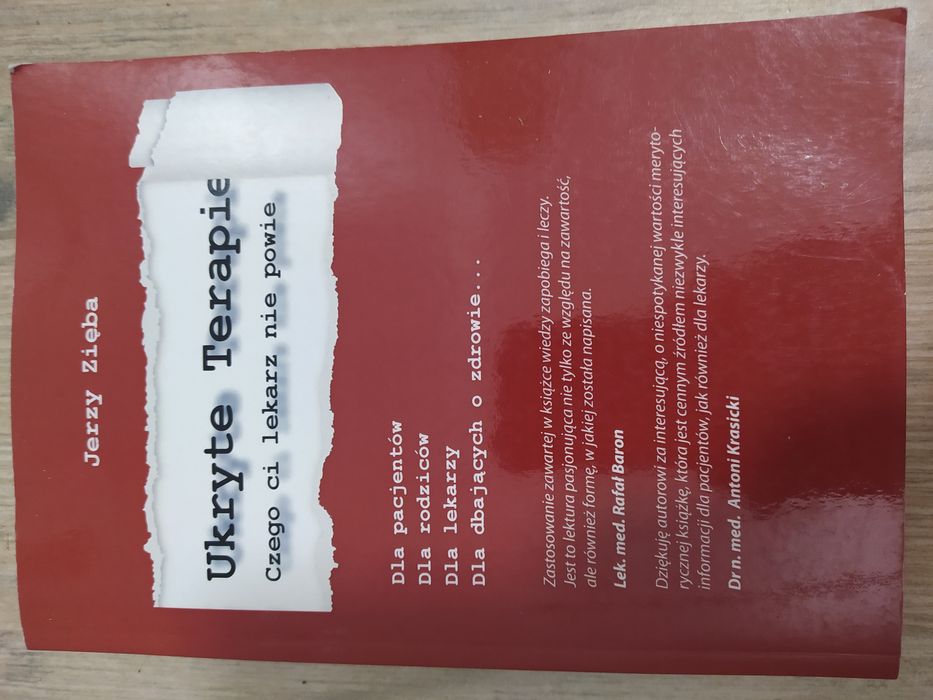 Jerzy Zięba
Ukryte Terapie
Czego ci lekarz nie powie
Dla pacjentów
Dla rodziców
Dla lekarzy
Dla dbających o zdrowie...
Zastosowanie zawartej w książce wiedzy zapobiega i leczy.
Jest to lektura pasjonująca nie tylko ze względu na zawartość,
ale również formę, w jakiej została napisana.
Lek. med. Rafał Baron
Dziękuję autorowi za interesującą, o niespotykanej wartości meryto-
rycznej książkę, która jest cennym źródłem niezwykle interesujących
informacji dla pacjentów, jak również dla lekarzy.
Dr n. med. Antoni Krasicki